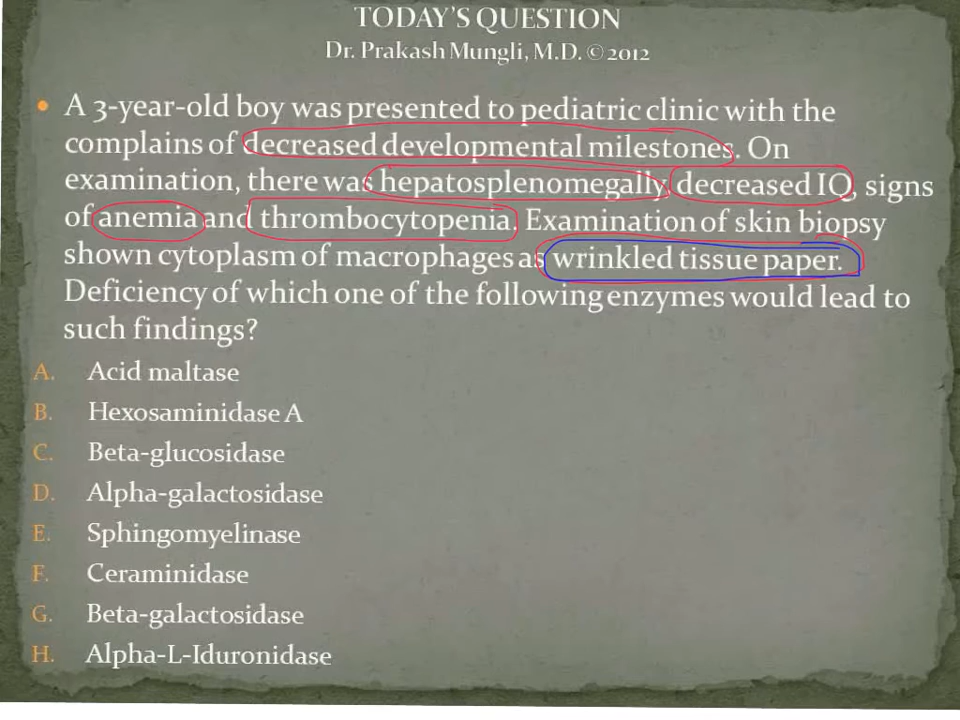 TODAY'S QUESTION
Dr. Prakash Mungli, M.D. © 2012
• A 3-year-old boy was presented to pediatric clinic with the
complains of decreased developmental milestones. On
examination, there was hepatosplenomegally, decreased IQ, signs
of anemia and thrombocytopenia. Examination of skin biopsy
shown cytoplasm of macrophages as wrinkled tissue paper.
Deficiency of which one of the following enzymes would lead to
such findings?
A. Acid maltase
B. Hexosaminidase A
C. Beta-glucosidase
D. Alpha-galactosidase
E. Sphingomyelinase
F. Ceraminidase
G. Beta-galactosidase
H. Alpha-L-Iduronidase